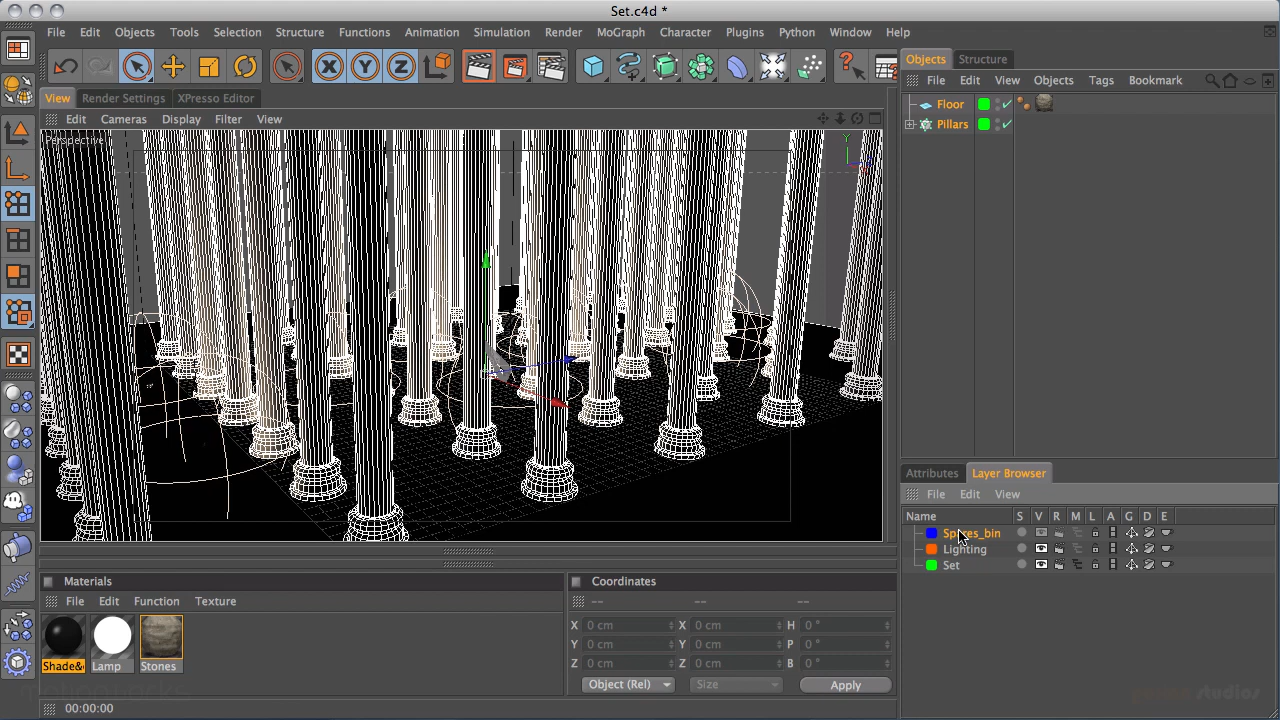 Set.c4d *
File Edit Objects Tools Selection Structure Functions Animation Simulation Render MoGraph Character Plugins Python Window Help
X Y Z
View Render Settings XPresso Editor
Edit Cameras Display Filter View
Perspective
Y
Objects Structure
File Edit View Objects Tags Bookmark
Floor
Pillars
Attributes Layer Browser
File Edit View
Name S V R M L A G D E
Lighting
Set
Materials
File Edit Function Texture
Lamp Stones
Coordinates
-- -- --
X 0 cm X 0 cm H 0 °
Y 0 cm Y 0 cm P 0 °
Z 0 cm Z 0 cm B 0 °
Object (Rel) Size Apply
00:00:00
studios